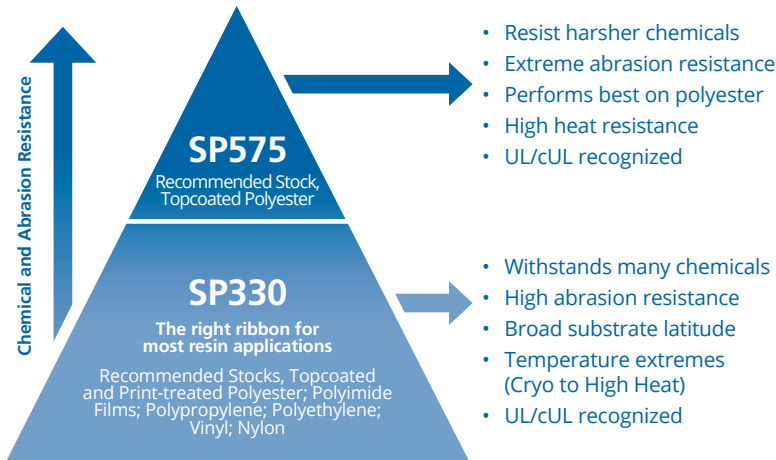 Chemical and Abrasion Resistance
SP575
Recommended Stock,
Topcoated Polyester
• Resist harsher chemicals
• Extreme abrasion resistance
• Performs best on polyester
• High heat resistance
• UL/cUL recognized
SP330
The right ribbon for
most resin applications
Recommended Stocks, Topcoated
and Print-treated Polyester; Polyimide
Films; Polypropylene; Polyethylene;
Vinyl; Nylon
• Withstands many chemicals
• High abrasion resistance
• Broad substrate latitude
• Temperature extremes
(Cryo to High Heat)
• UL/cUL recognized